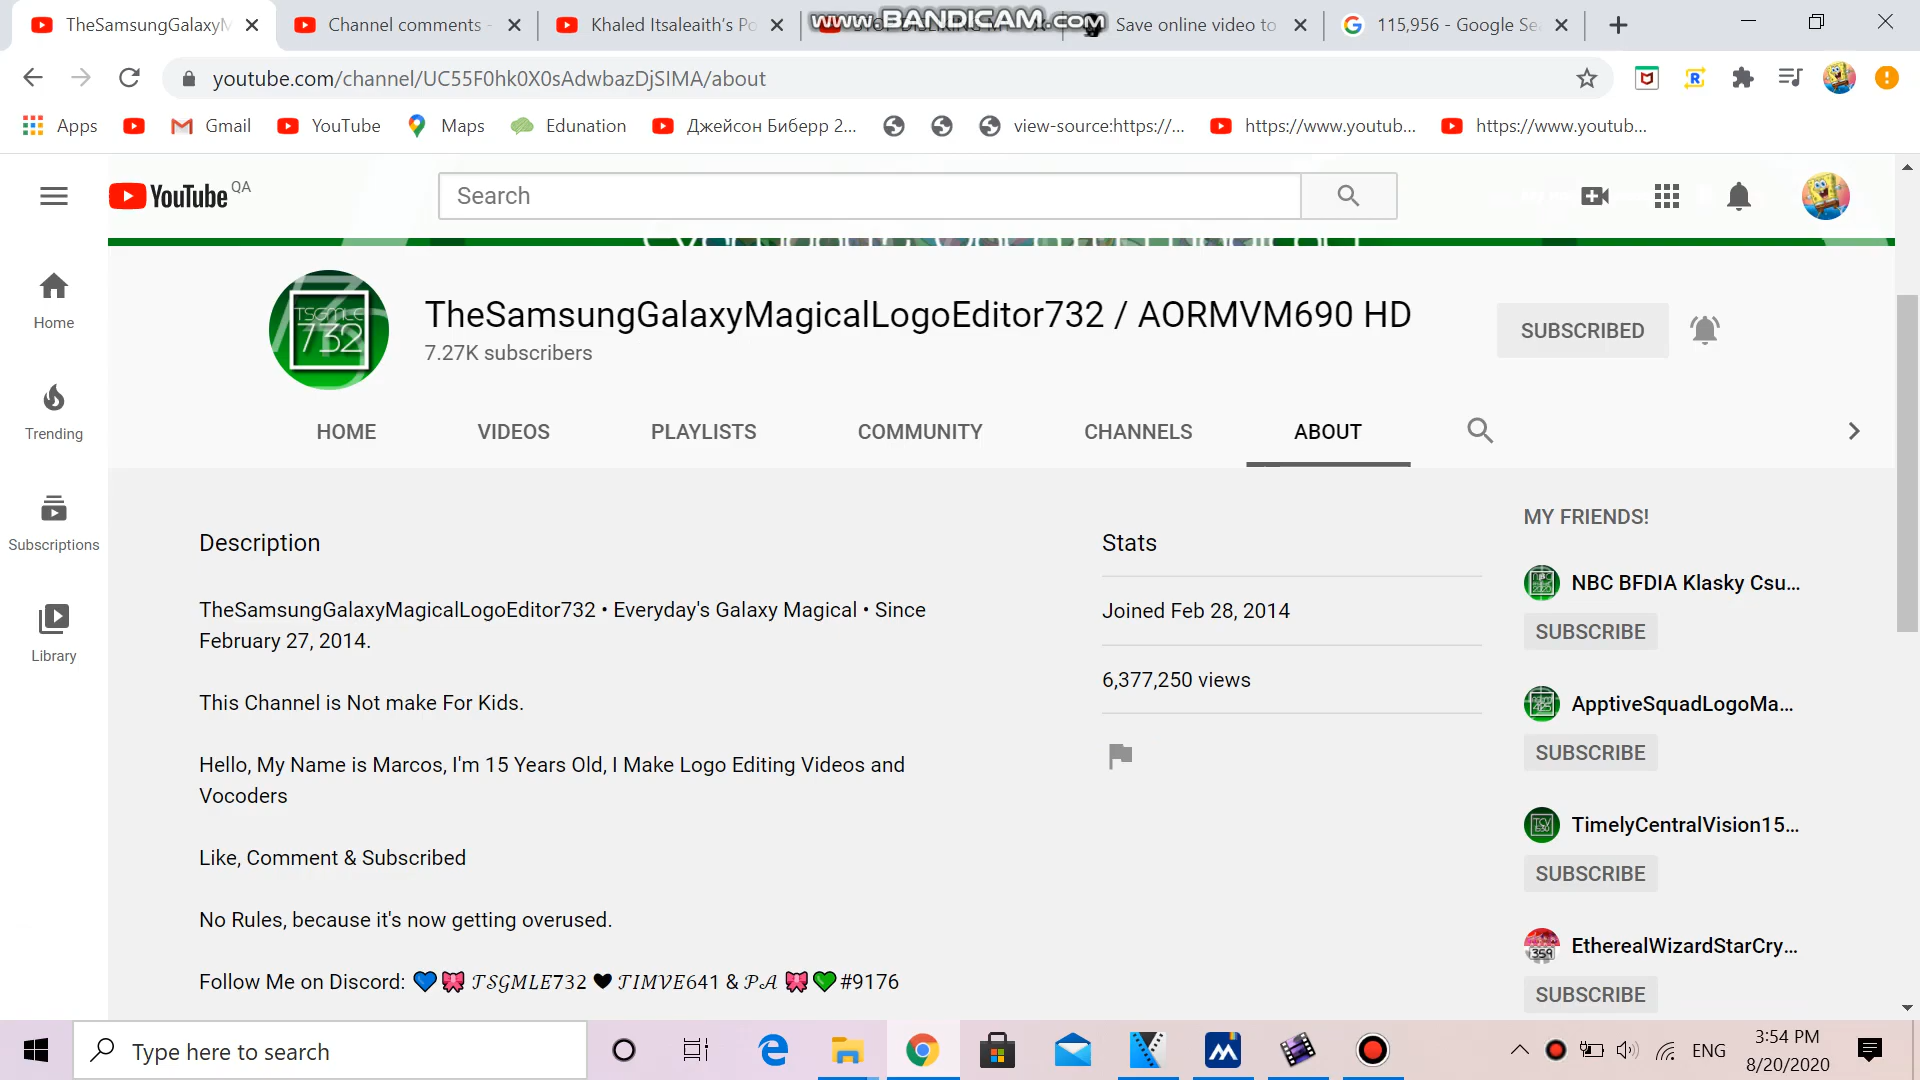 TheSamsungGalaxyM
Channel comments -
Khaled Itsaleaith's Po
STOP DISLIKING M
www.BANDICAM.com
Save online video to
115,956 - Google Se
youtube.com/channel/UC55F0hk0X0sAdwbazDjSIMA/about
Apps
Gmail
YouTube
Maps
Edunation
Джейсон Биберр 2...
view-source:https://...
https://www.youtub...
https://www.youtub...
YouTube QA
Search
TSGMLE
732
TheSamsungGalaxyMagicalLogoEditor732 / AORMVM690 HD
7.27K subscribers
SUBSCRIBED
HOME
VIDEOS
PLAYLISTS
COMMUNITY
CHANNELS
ABOUT
Home
Trending
Subscriptions
Library
Description
TheSamsungGalaxyMagicalLogoEditor732 • Everyday's Galaxy Magical • Since
February 27, 2014.
This Channel is Not make For Kids.
Hello, My Name is Marcos, I'm 15 Years Old, I Make Logo Editing Videos and
Vocoders
Like, Comment & Subscribed
No Rules, because it's now getting overused.
Follow Me on Discord: 💙🎀 𝓣𝓢𝓖𝓜𝓛𝓔732 🖤 𝓣𝓘𝓜𝓥𝓔641 & 𝓟𝓐 🎀💚#9176
Stats
Joined Feb 28, 2014
6,377,250 views
MY FRIENDS!
NBC BFDIA Klasky Csu...
SUBSCRIBE
ApptiveSquadLogoMa...
SUBSCRIBE
TimelyCentralVision15...
SUBSCRIBE
EtherealWizardStarCry...
SUBSCRIBE
Type here to search
ENG
3:54 PM
8/20/2020